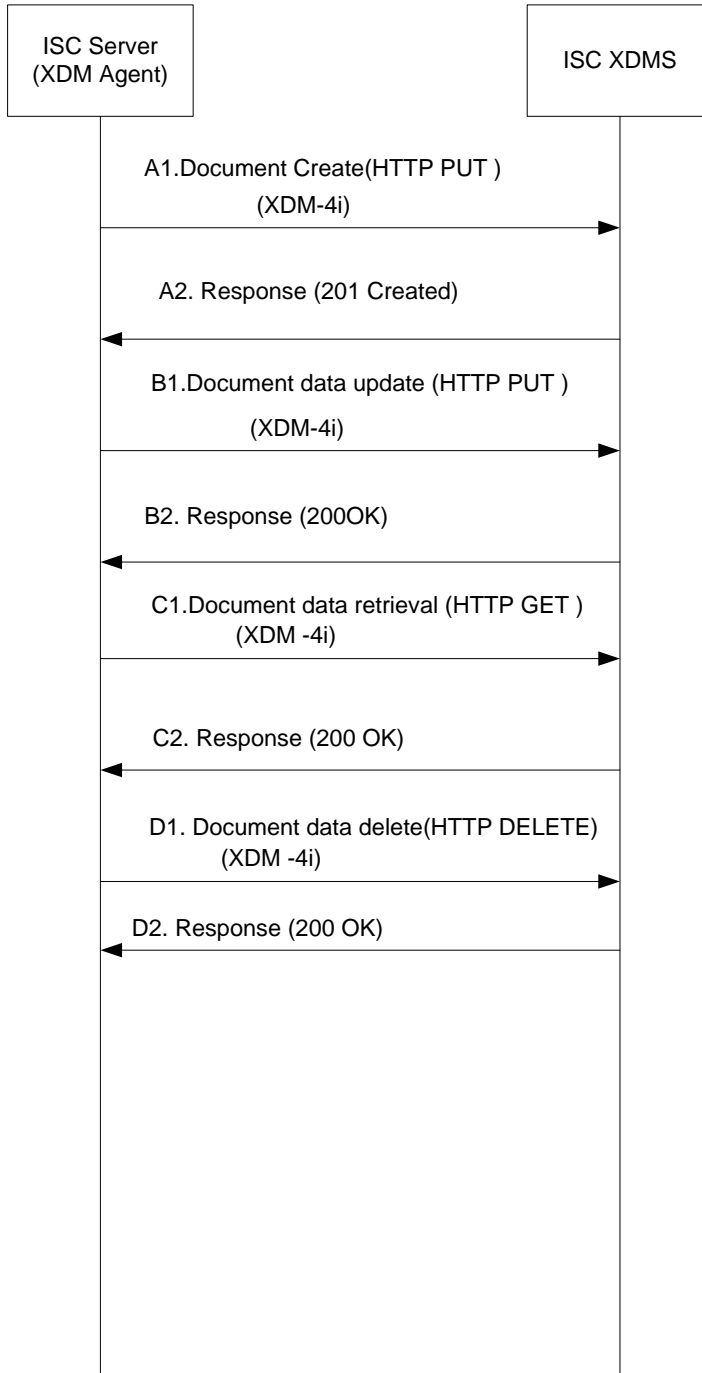 ISC Server
(XDM Agent)
ISC XDMS
A1.Document Create(HTTP PUT )
(XDM-4i)
A2. Response (201 Created)
B1.Document data update (HTTP PUT )
(XDM-4i)
B2. Response (200OK)
C1.Document data retrieval (HTTP GET )
(XDM -4i)
C2. Response (200 OK)
D1. Document data delete(HTTP DELETE)
(XDM -4i)
D2. Response (200 OK)